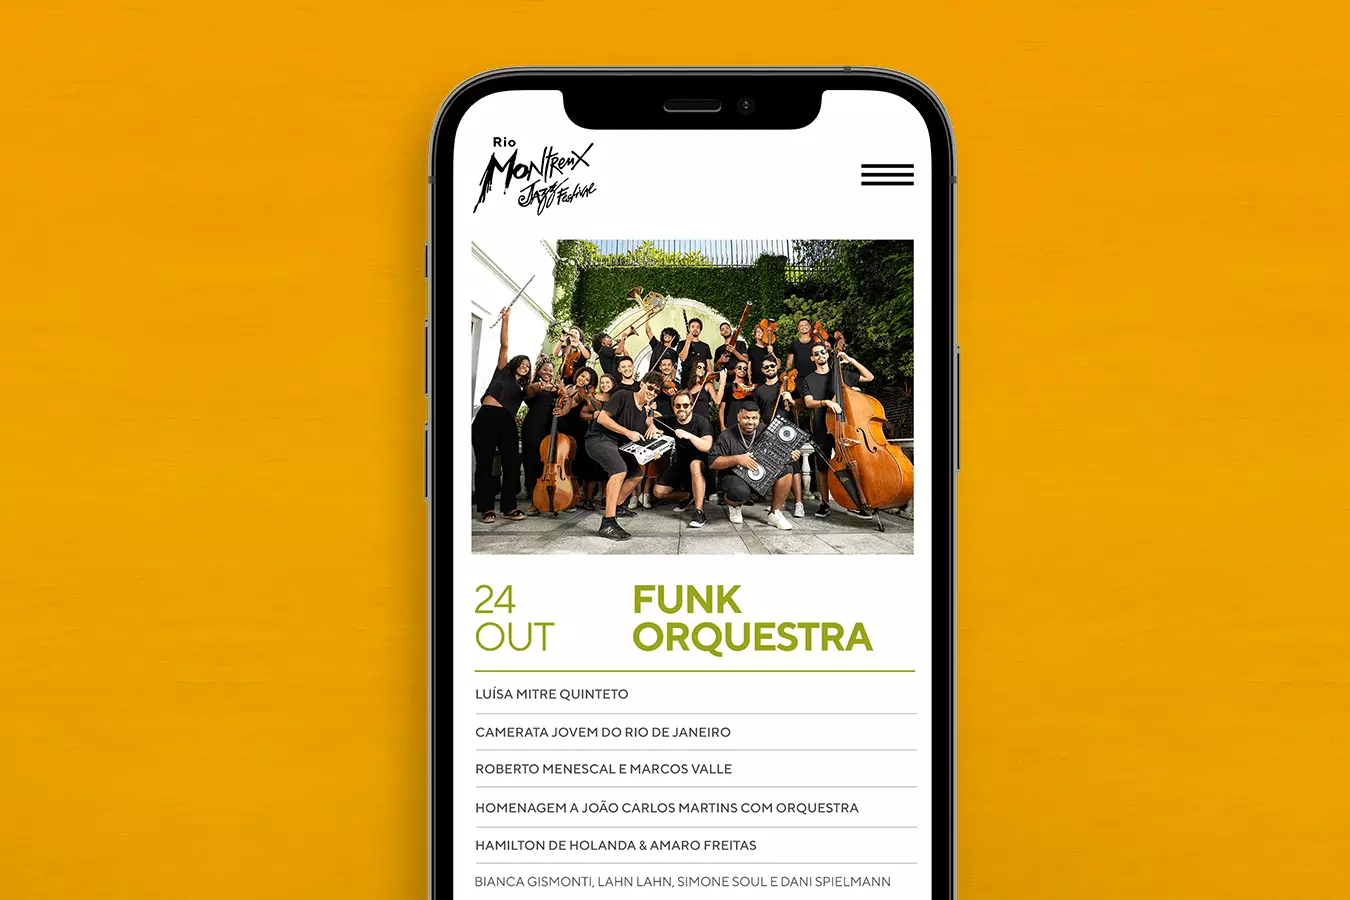 Rio
Montreux
Jazz Festival
24
OUT
FUNK
ORQUESTRA
LUÍSA MITRE QUINTETO
CAMERATA JOVEM DO RIO DE JANEIRO
ROBERTO MENESCAL E MARCOS VALLE
HOMENAGEM A JOÃO CARLOS MARTINS COM ORQUESTRA
HAMILTON DE HOLANDA & AMARO FREITAS
BIANCA GISMONTI, LAHN LAHN, SIMONE SOUL E DANI SPIELMANN